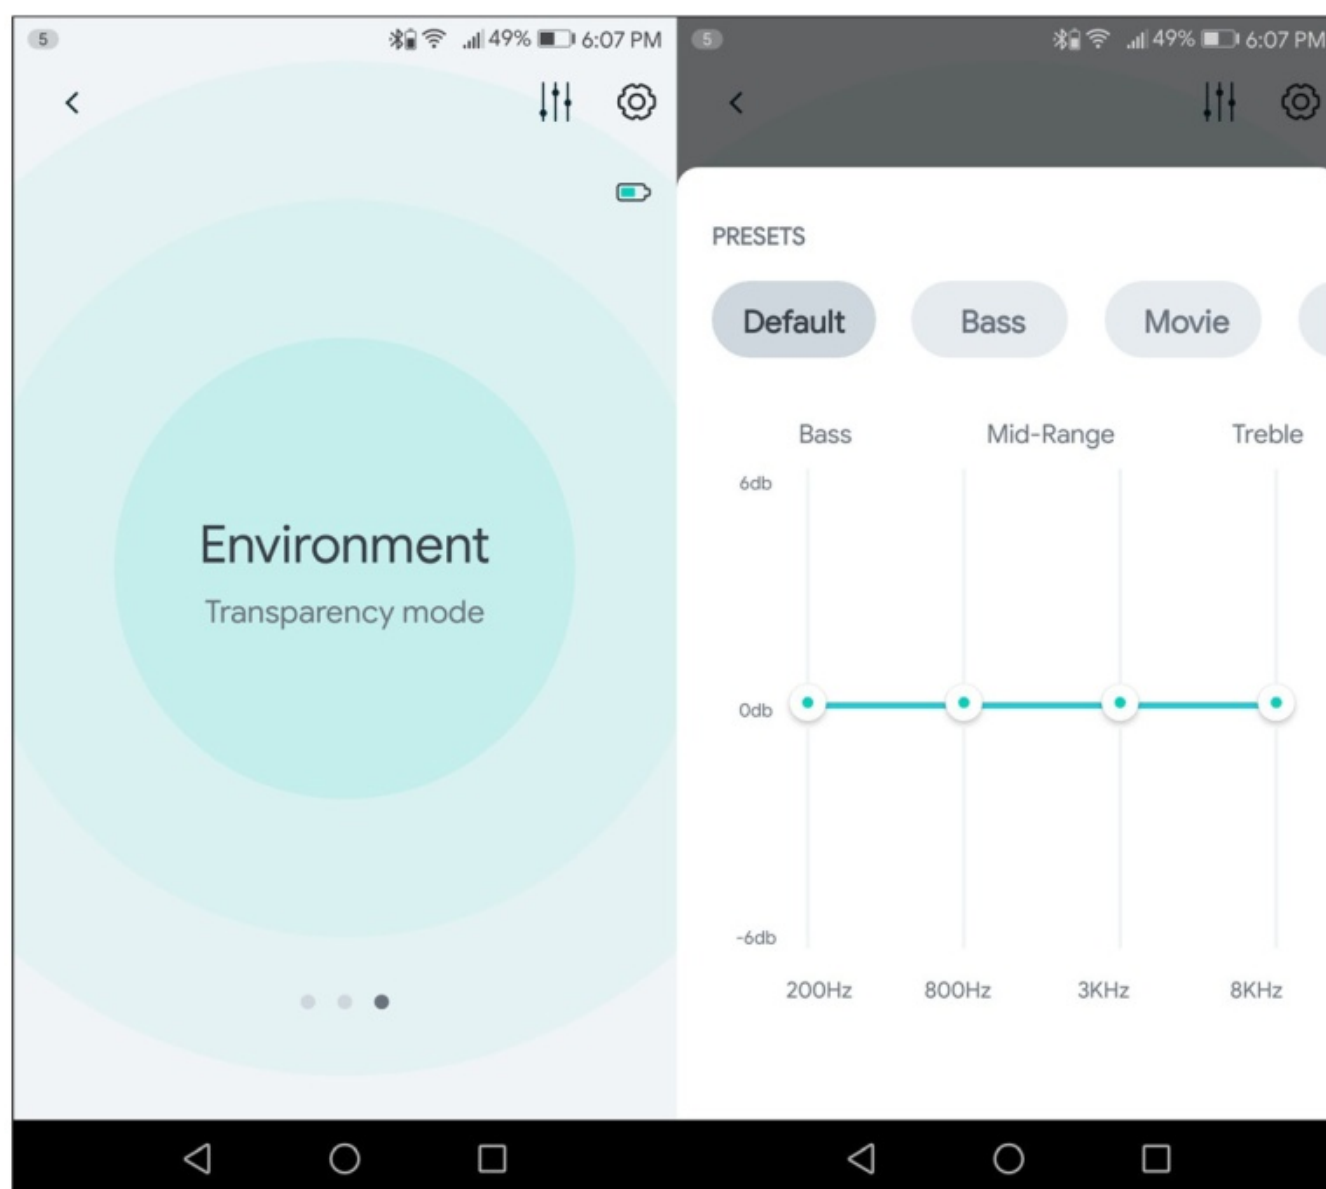 5 49% 6:07 PM
Environment
Transparency mode
5 49% 6:07 PM
PRESETS
Default Bass Movie
Bass Mid-Range Treble
6db
0db
-6db
200Hz 800Hz 3KHz 8KHz